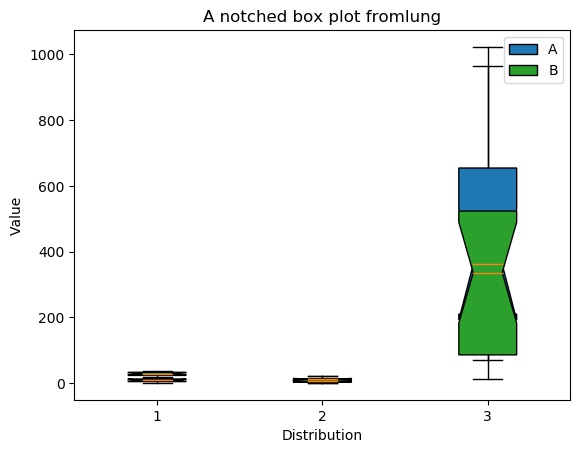 A notched box plot fromlung
A
B
1000
800
600
400
200
0
Value
1 2 3
Distribution